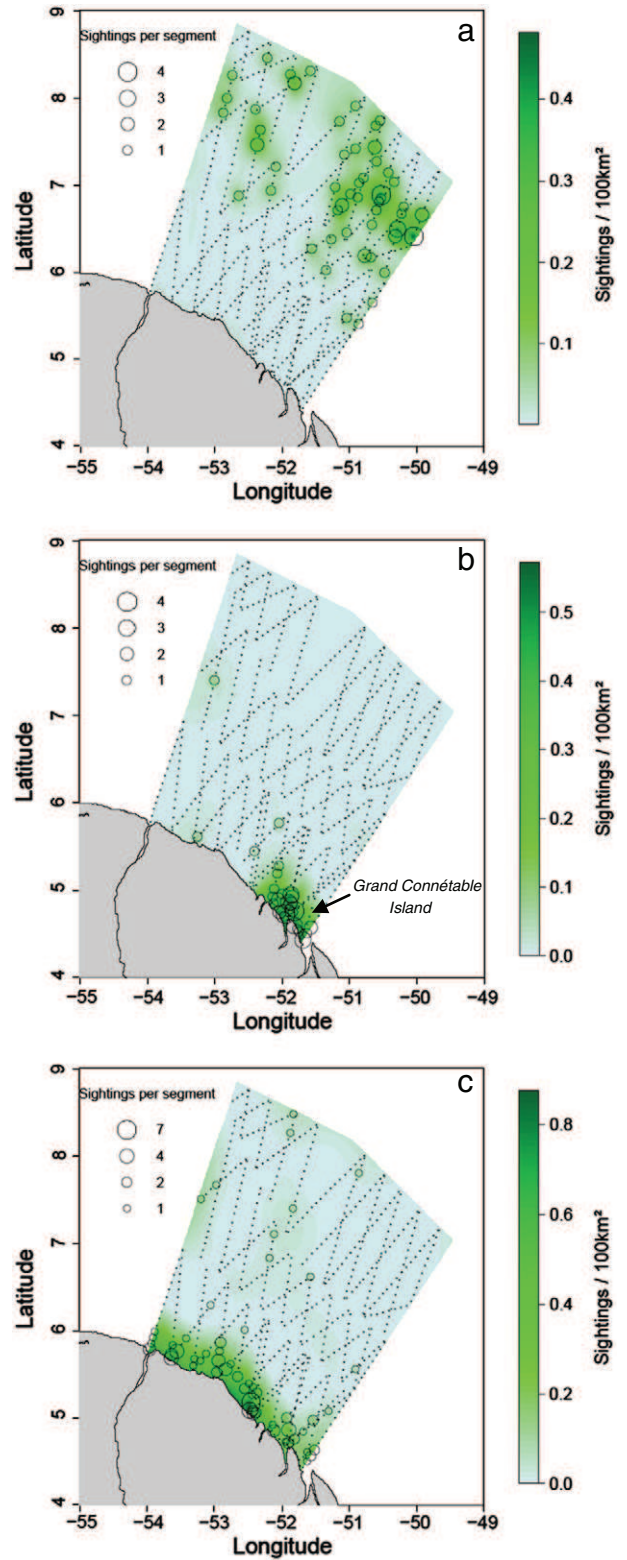 a
Sightings per segment
4
3
2
1
9
8
7
6
5
4
Latitude
−55 −54 −53 −52 −51 −50 −49
Longitude
0.4
0.3
0.2
0.1
Sightings / 100km²
b
Sightings per segment
4
3
2
1
9
8
7
6
5
4
Latitude
Grand Connétable
Island
−55 −54 −53 −52 −51 −50 −49
Longitude
0.5
0.4
0.3
0.2
0.1
0.0
Sightings / 100km²
c
Sightings per segment
7
4
2
1
9
8
7
6
5
4
Latitude
−55 −54 −53 −52 −51 −50 −49
Longitude
0.8
0.6
0.4
0.2
0.0
Sightings / 100km²